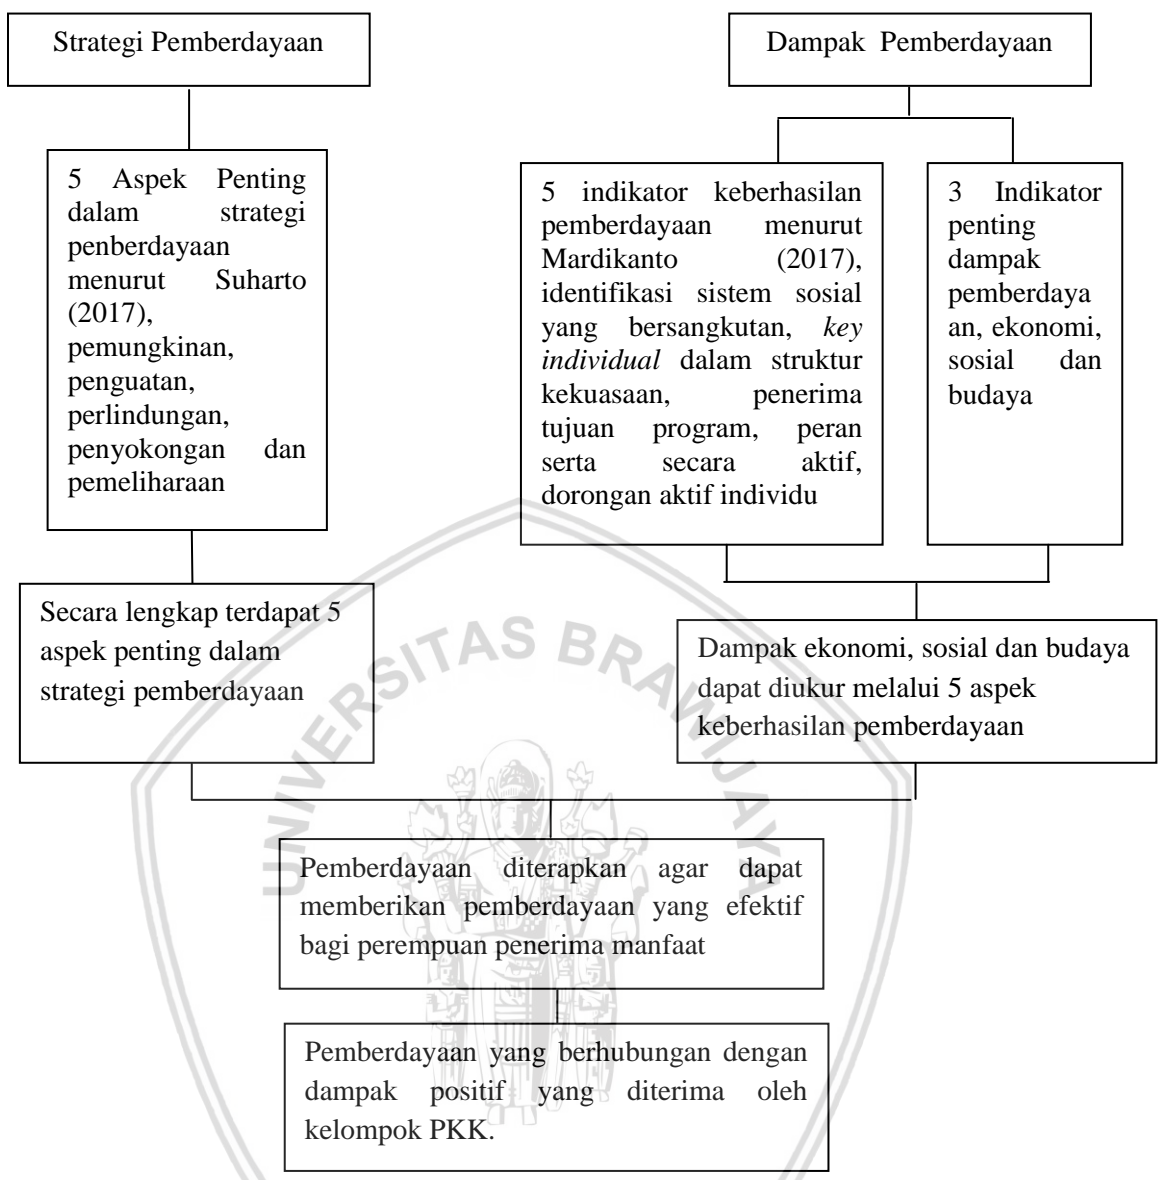 Strategi Pemberdayaan
Dampak Pemberdayaan
5 Aspek Penting
dalam strategi
penberdayaan
menurut Suharto
(2017),
pemungkinan,
penguatan,
perlindungan,
penyokongan dan
pemeliharaan
5 indikator keberhasilan
pemberdayaan menurut
Mardikanto (2017),
identifikasi sistem sosial
yang bersangkutan, key
individual dalam struktur
kekuasaan, penerima
tujuan program, peran
serta secara aktif,
dorongan aktif individu
3 Indikator
penting
dampak
pemberdaya
an, ekonomi,
sosial dan
budaya
Secara lengkap terdapat 5
aspek penting dalam
strategi pemberdayaan
Dampak ekonomi, sosial dan budaya
dapat diukur melalui 5 aspek
keberhasilan pemberdayaan
UNIVERSITAS BRAWIJAYA
Pemberdayaan diterapkan agar dapat
memberikan pemberdayaan yang efektif
bagi perempuan penerima manfaat
Pemberdayaan yang berhubungan dengan
dampak positif yang diterima oleh
kelompok PKK.